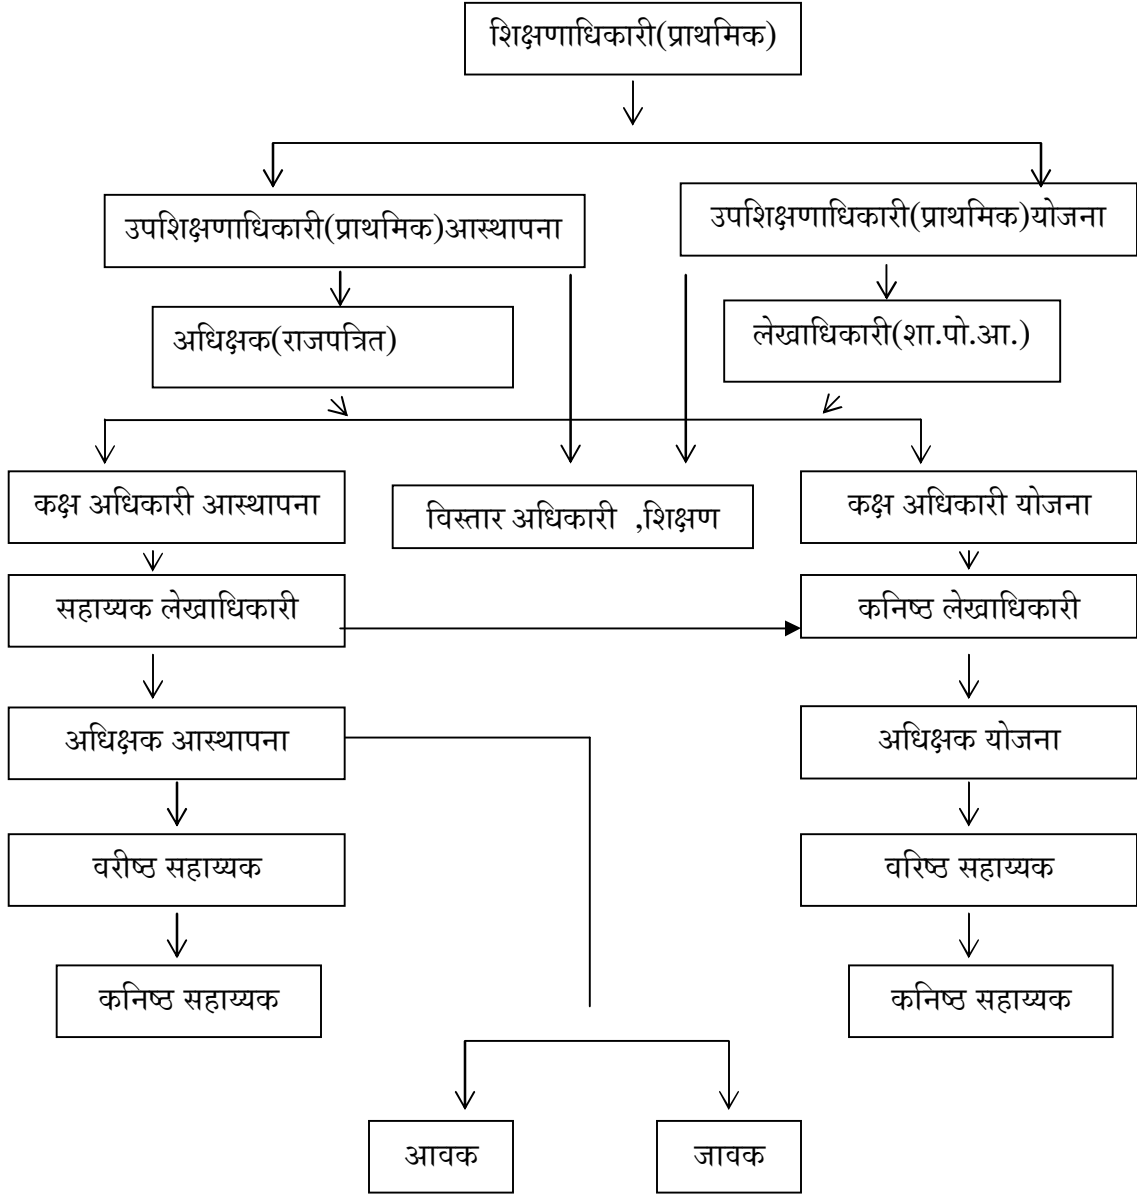 शिक्षणाधिकारी(प्राथमिक)
उपशिक्षणाधिकारी(प्राथमिक)आस्थापना
उपशिक्षणाधिकारी(प्राथमिक)योजना
अधिक्षक(राजपत्रित)
लेखाधिकारी(शा.पो.आ.)
कक्ष अधिकारी आस्थापना
विस्तार अधिकारी ,शिक्षण
कक्ष अधिकारी योजना
सहाय्यक लेखाधिकारी
कनिष्ठ लेखाधिकारी
अधिक्षक आस्थापना
अधिक्षक योजना
वरीष्ठ सहाय्यक
वरिष्ठ सहाय्यक
कनिष्ठ सहाय्यक
कनिष्ठ सहाय्यक
आवक
जावक